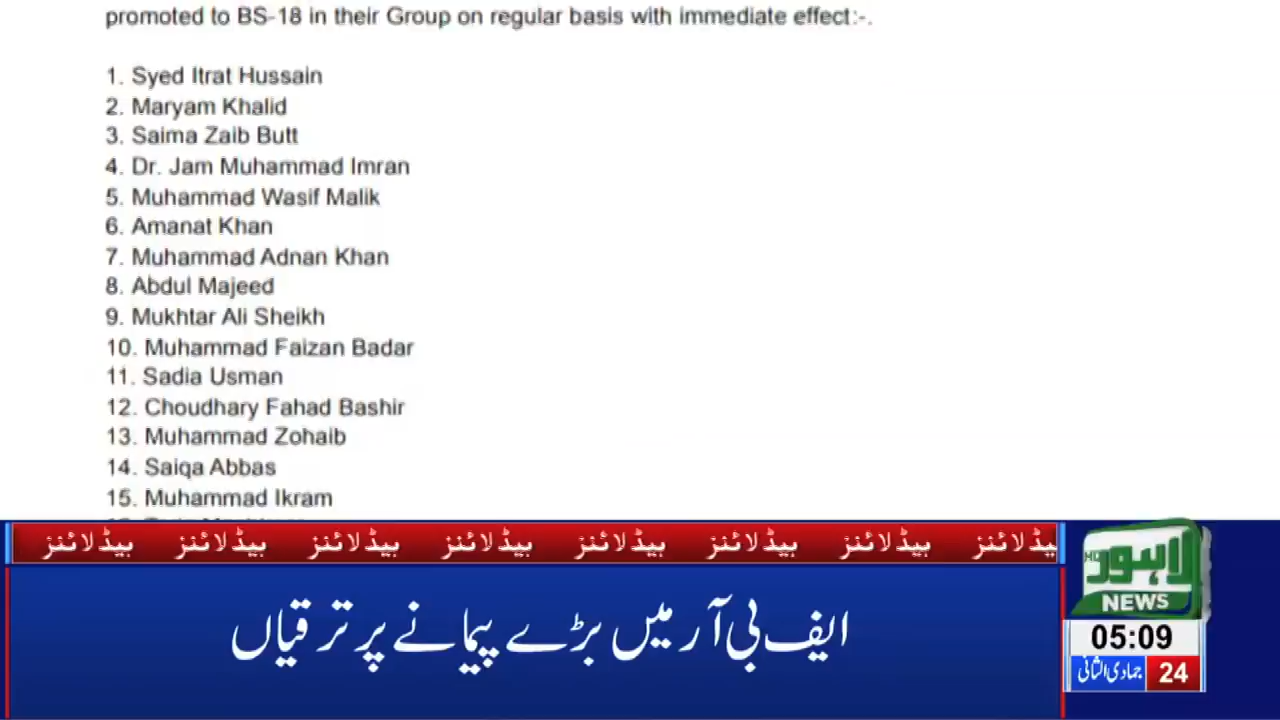 promoted to BS-18 in their Group on regular basis with immediate effect:-.
1. Syed Itrat Hussain
2. Maryam Khalid
3. Saima Zaib Butt
4. Dr. Jam Muhammad Imran
5. Muhammad Wasif Malik
6. Amanat Khan
7. Muhammad Adnan Khan
8. Abdul Majeed
9. Mukhtar Ali Sheikh
10. Muhammad Faizan Badar
11. Sadia Usman
12. Choudhary Fahad Bashir
13. Muhammad Zohaib
14. Saiqa Abbas
15. Muhammad Ikram
ہیڈلائنز ہیڈلائنز ہیڈلائنز ہیڈلائنز ہیڈلائنز ہیڈلائنز ہیڈلائنز ہیڈلائنز
ایف بی آر میں بڑے پیمانے پر ترقیاں
لاہور
HD
NEWS
05:09
جمادی الثانی 24